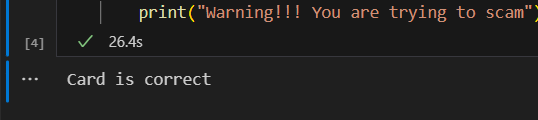 print("Warning!!! You are trying to scam")
[4] 26.4s
... Card is correct